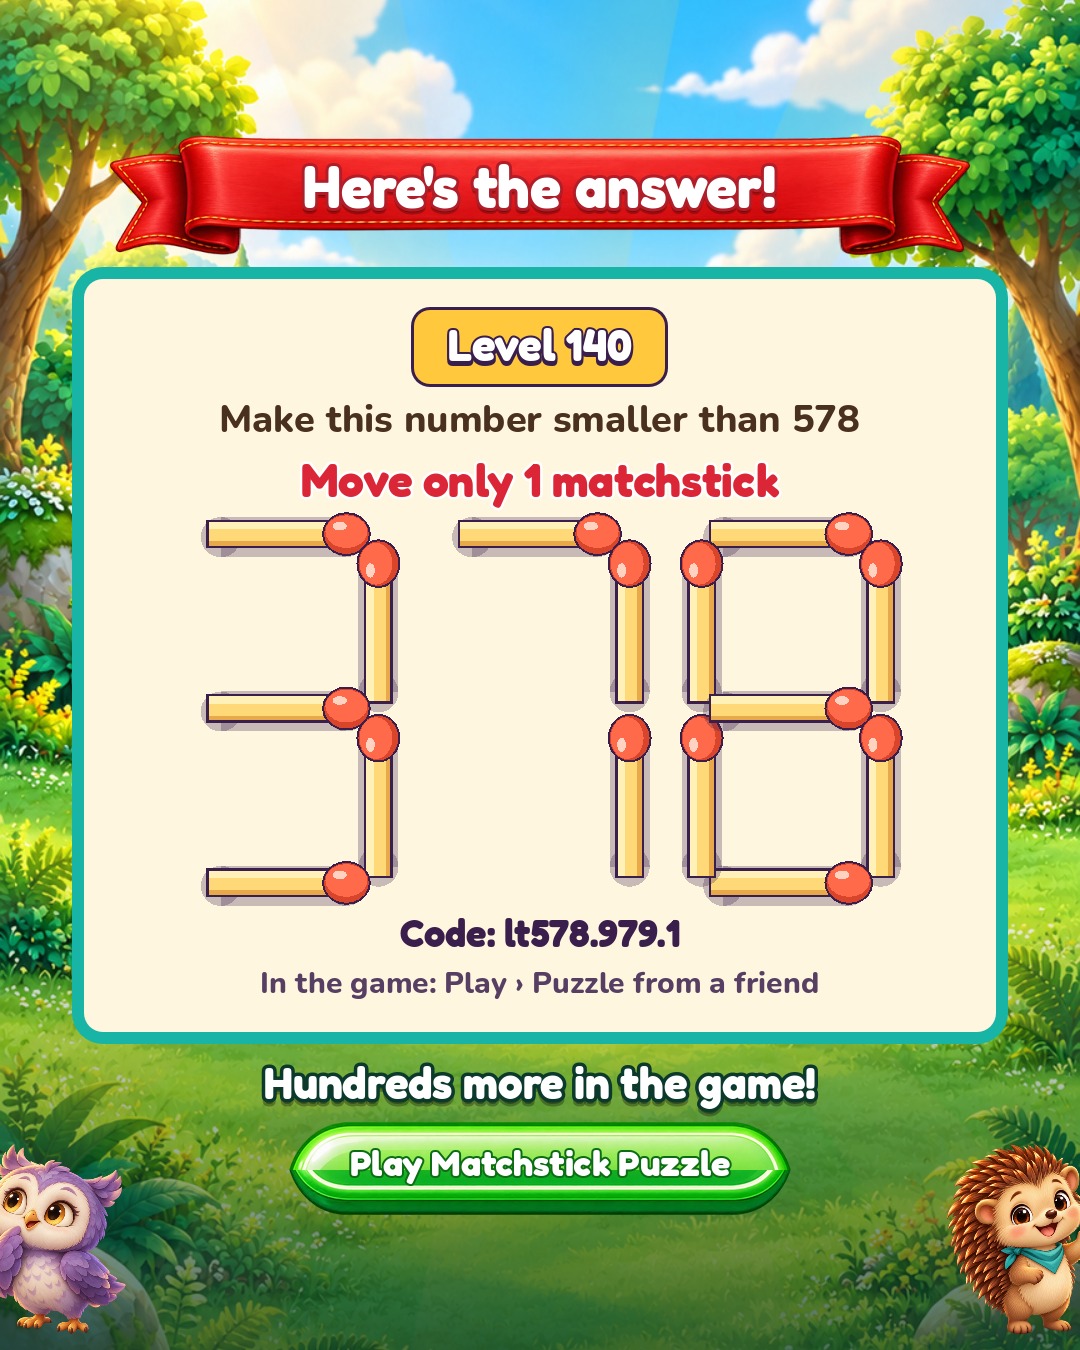 Here's the answer!
Level 140
Make this number smaller than 578
Move only 1 matchstick
378
Code: lt578.979.1
In the game: Play › Puzzle from a friend
Hundreds more in the game!
Play Matchstick Puzzle